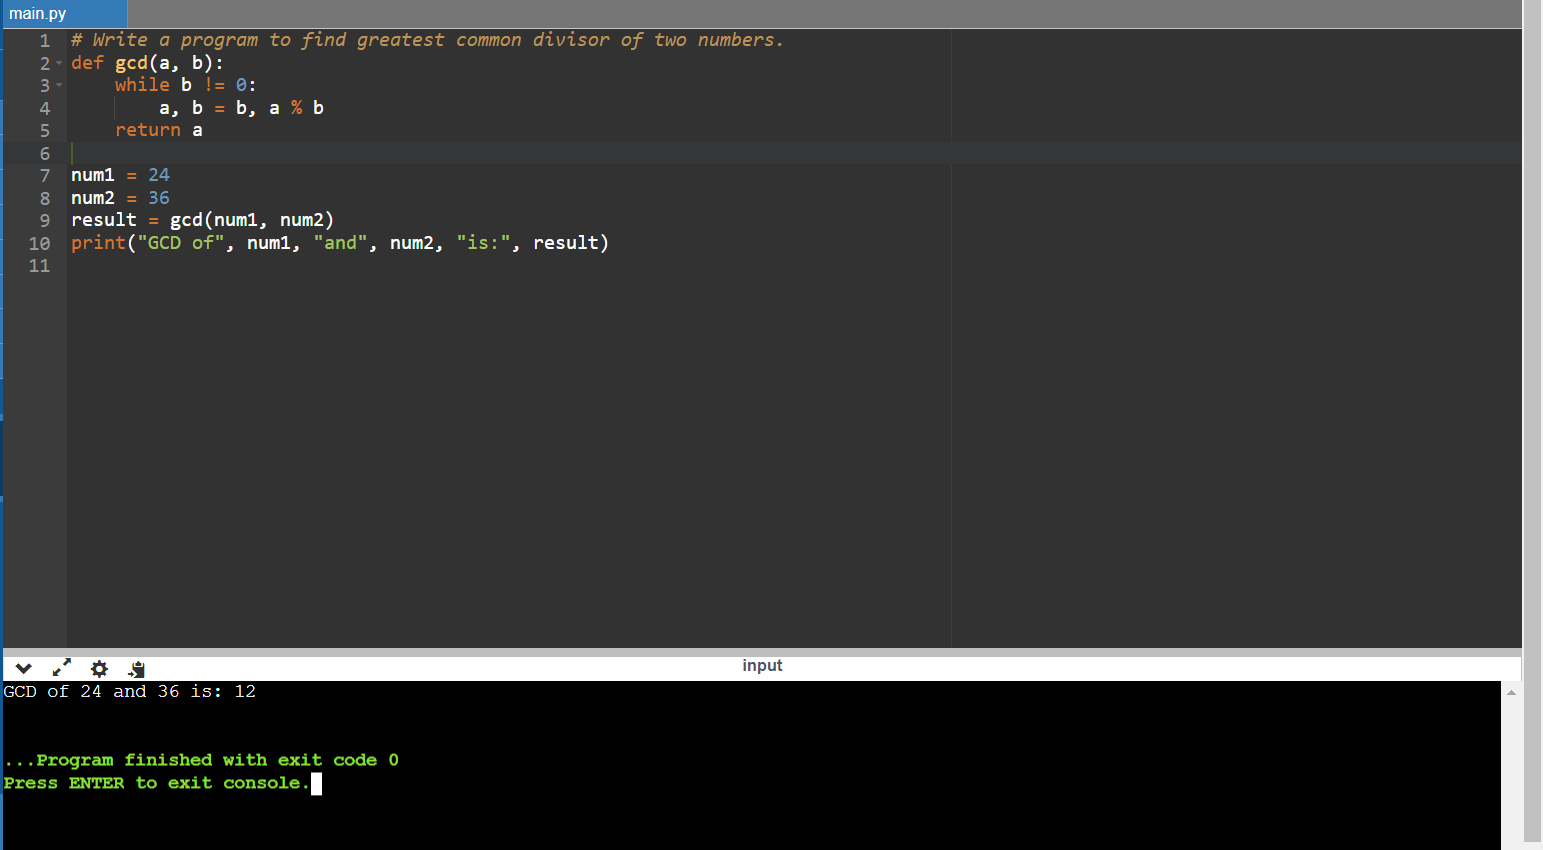 main.py
1 # Write a program to find greatest common divisor of two numbers.
2 def gcd(a, b):
3     while b != 0:
4         a, b = b, a % b
5     return a
6
7 num1 = 24
8 num2 = 36
9 result = gcd(num1, num2)
10 print("GCD of", num1, "and", num2, "is:", result)
11
input
GCD of 24 and 36 is: 12
...Program finished with exit code 0
Press ENTER to exit console.